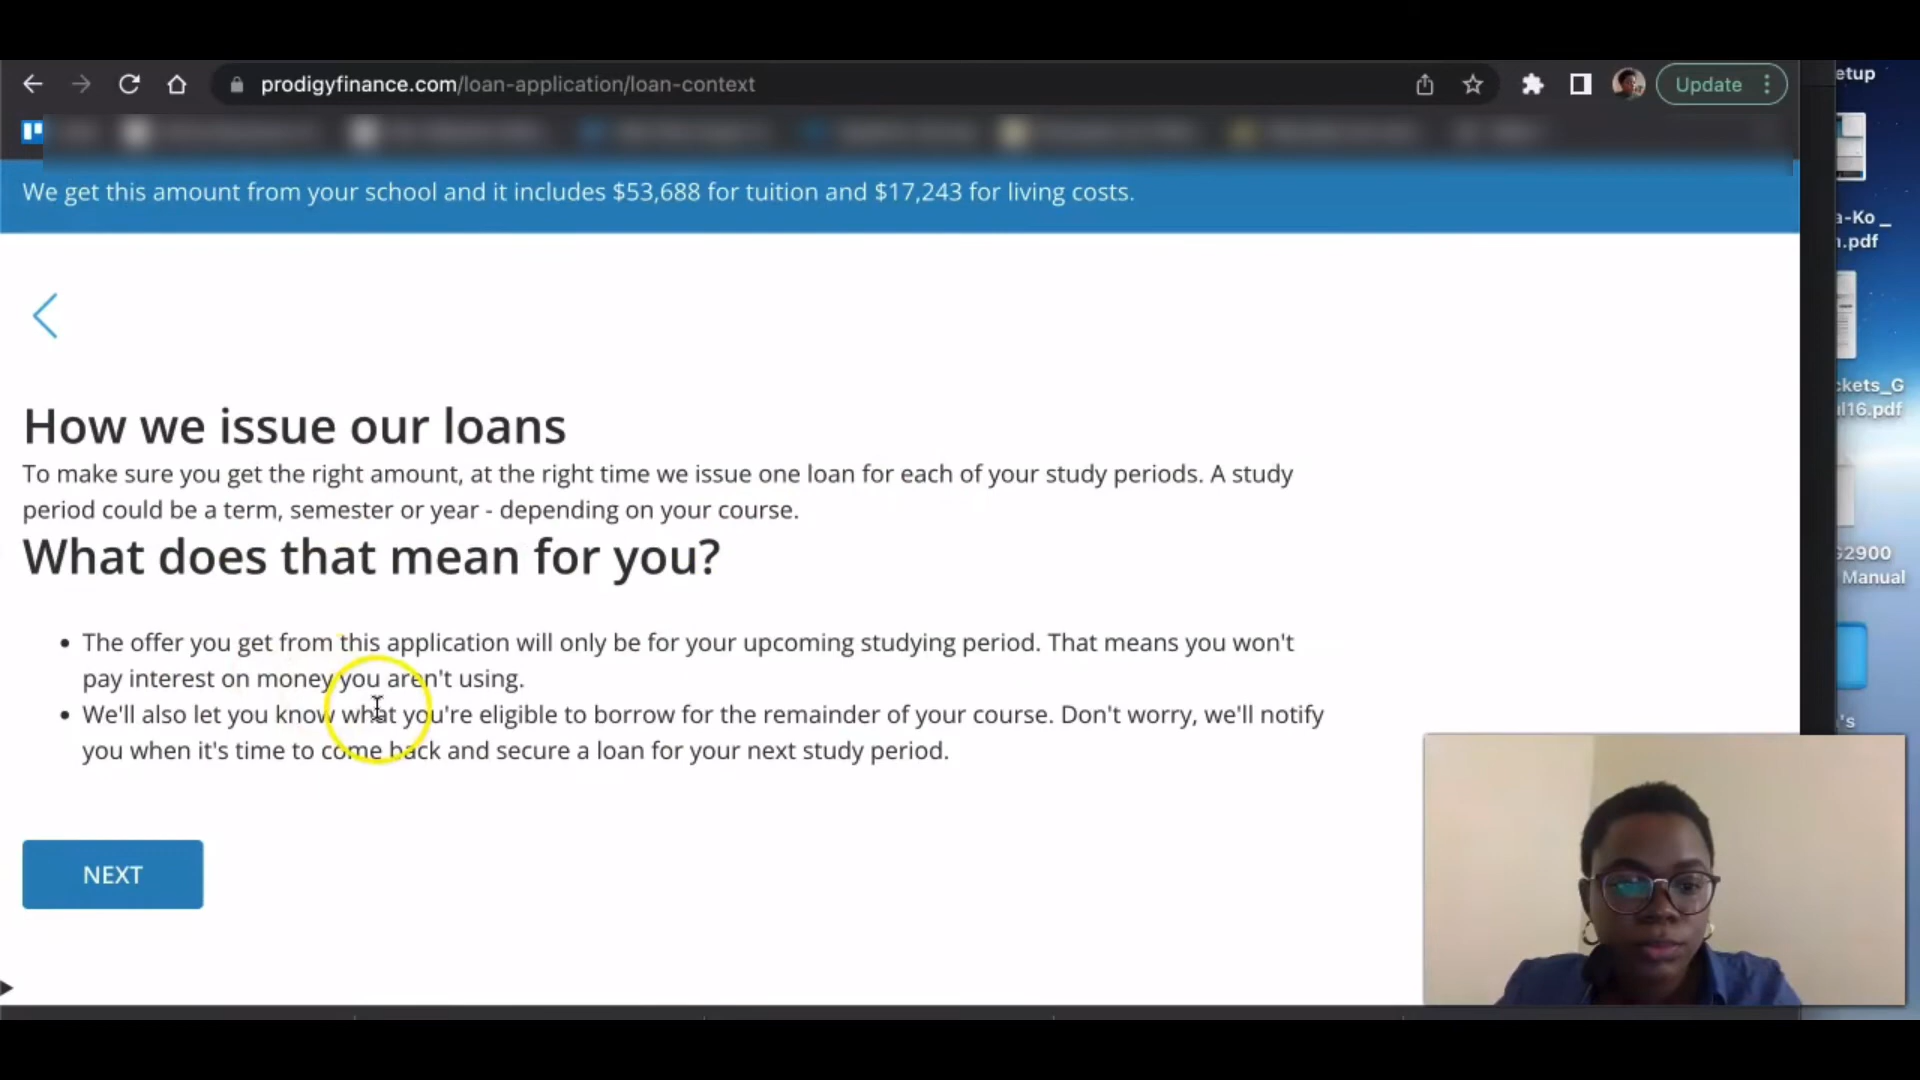 prodigyfinance.com/loan-application/loan-context
Update
etup
We get this amount from your school and it includes $53,688 for tuition and $17,243 for living costs.
a-Ko _
n.pdf
How we issue our loans
To make sure you get the right amount, at the right time we issue one loan for each of your study periods. A study
period could be a term, semester or year - depending on your course.
ckets_G
ul16.pdf
What does that mean for you?
G2900
Manual
The offer you get from this application will only be for your upcoming studying period. That means you won't
pay interest on money you aren't using.
We'll also let you know what you're eligible to borrow for the remainder of your course. Don't worry, we'll notify
you when it's time to come back and secure a loan for your next study period.
's
NEXT